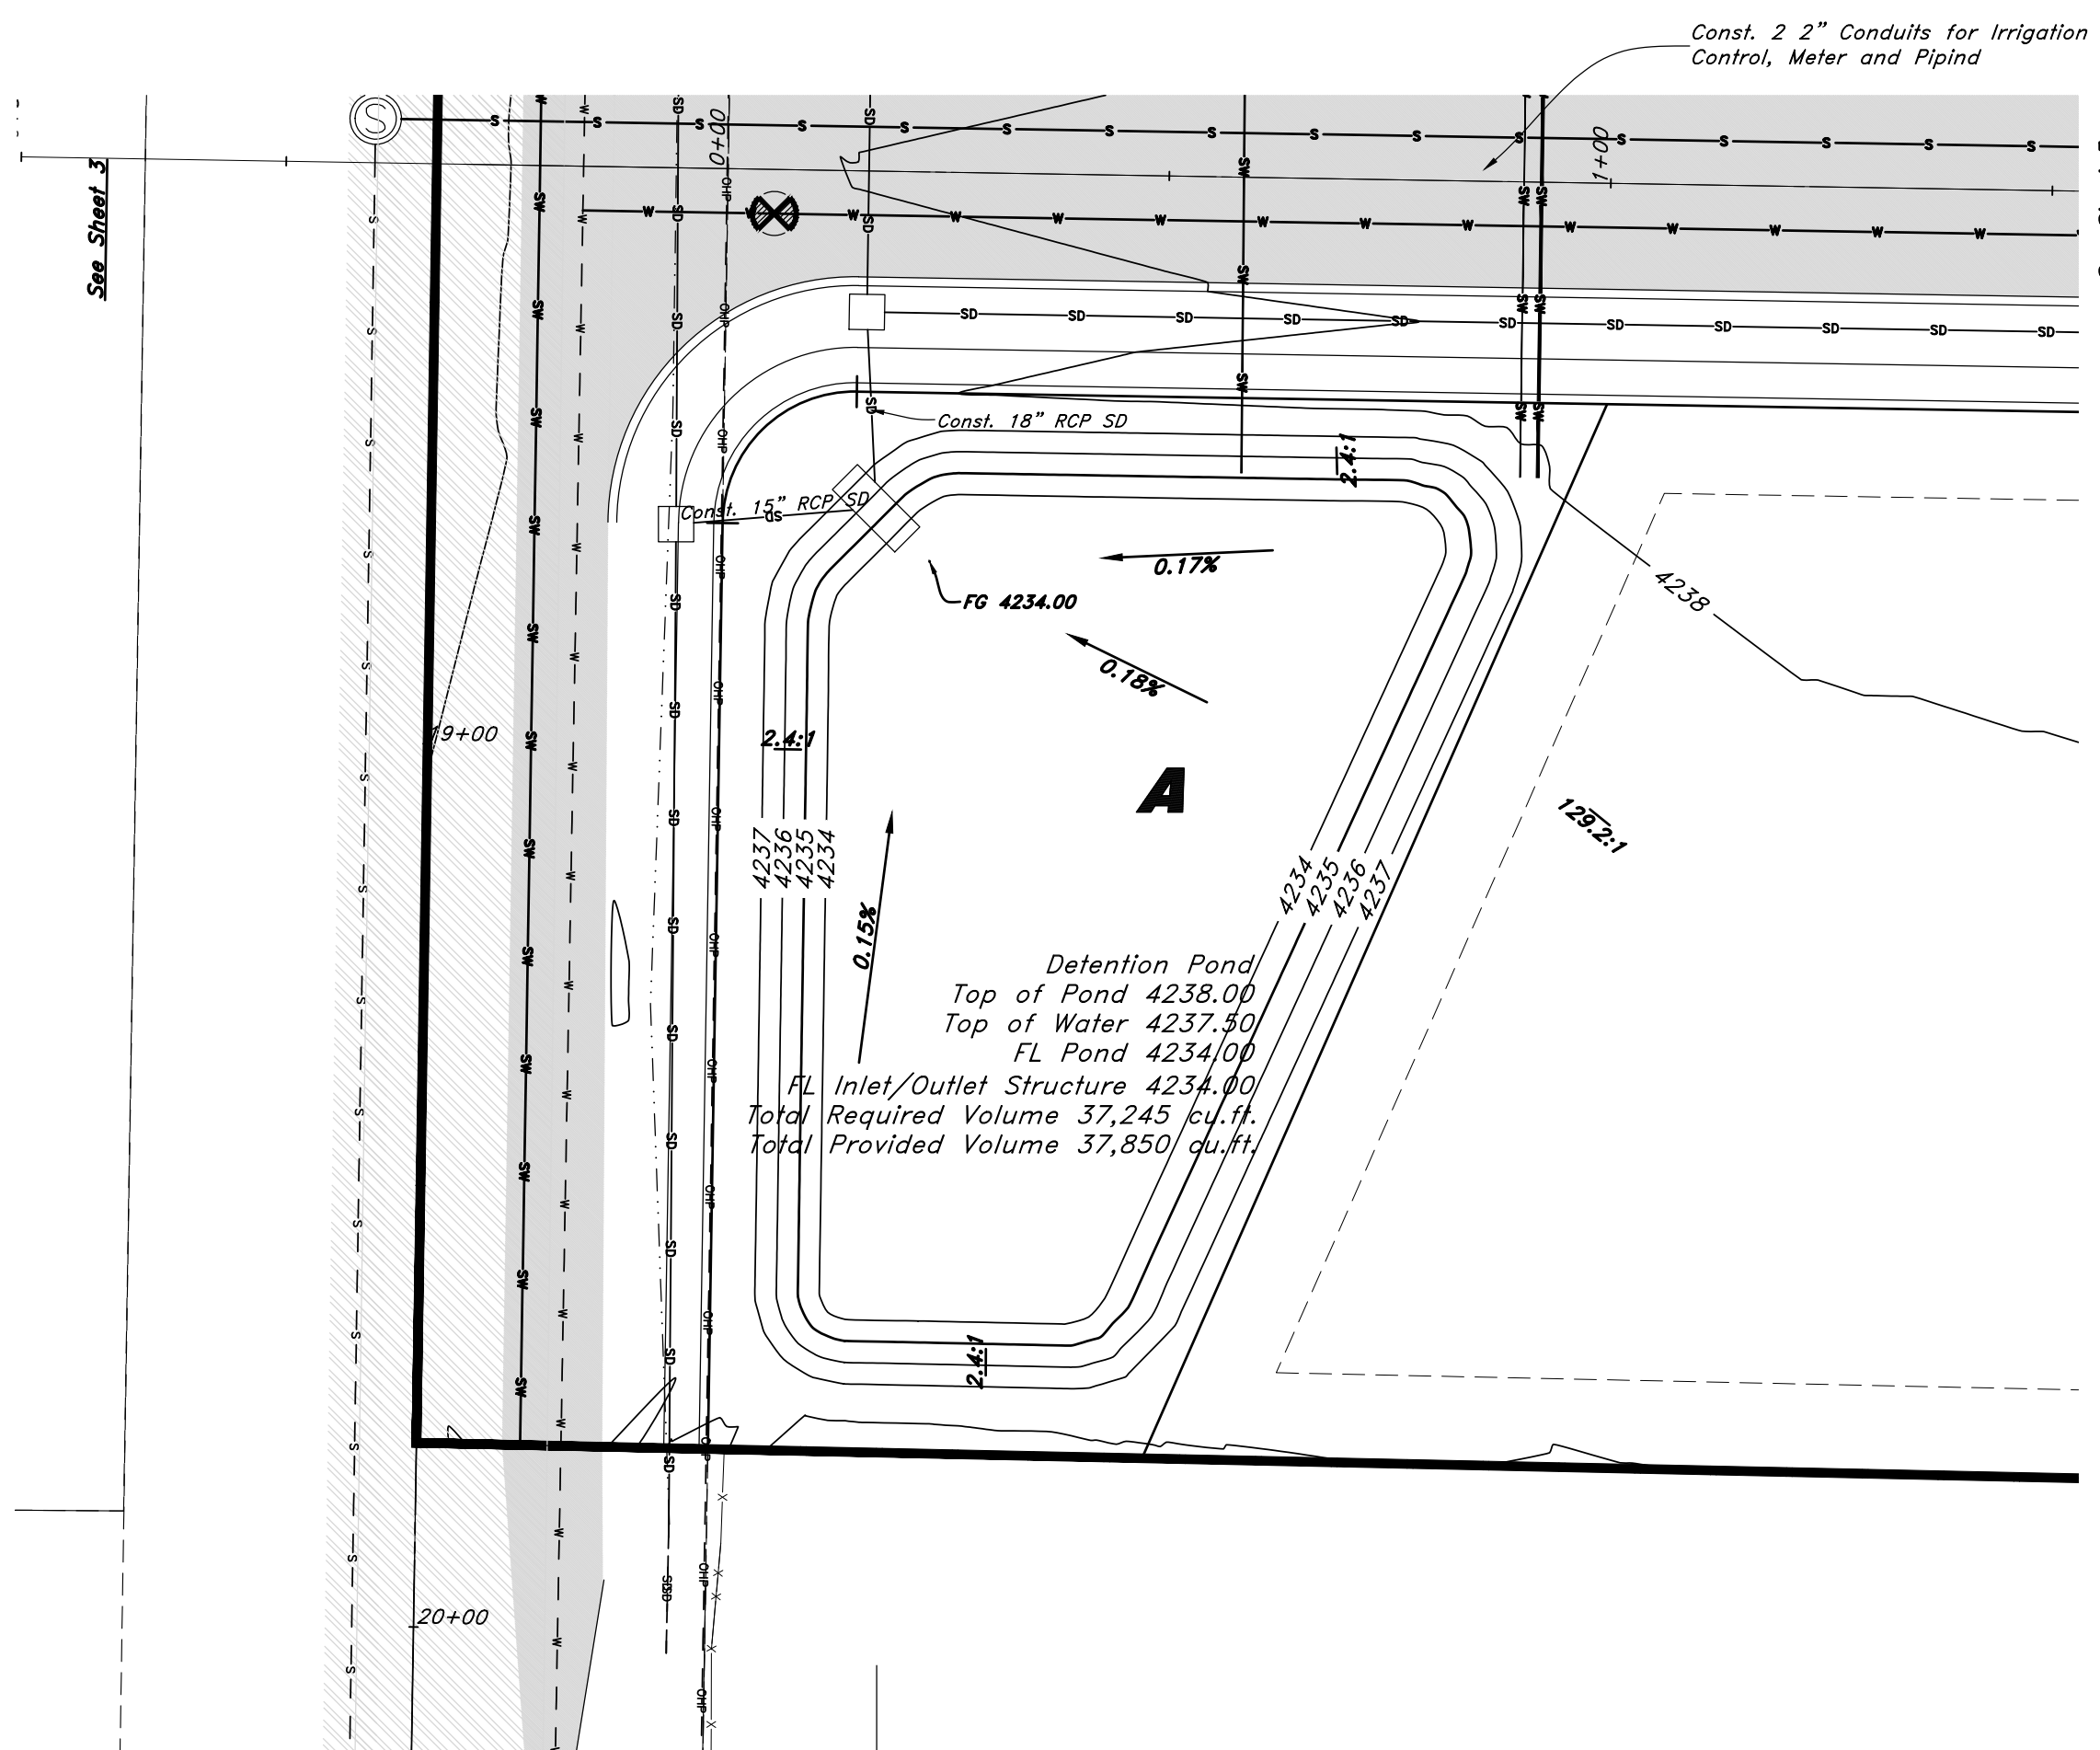 Const. 2 2” Conduits for Irrigation
Control, Meter and Pipind
See Sheet 3
S
0+00
1+00
Const. 18” RCP SD
Const. 15” RCP SD
2.4:1
0.17%
FG 4234.00
0.18%
4238
19+00
2.4:1
A
129.2:1
4237
4236
4235
4234
4234
4235
4236
4237
0.15%
Detention Pond
Top of Pond 4238.00
Top of Water 4237.50
FL Pond 4234.00
FL Inlet/Outlet Structure 4234.00
Total Required Volume 37,245 cu.ft.
Total Provided Volume 37,850 cu.ft.
2.4:1
20+00
S
W
SW
SD
OHP
X